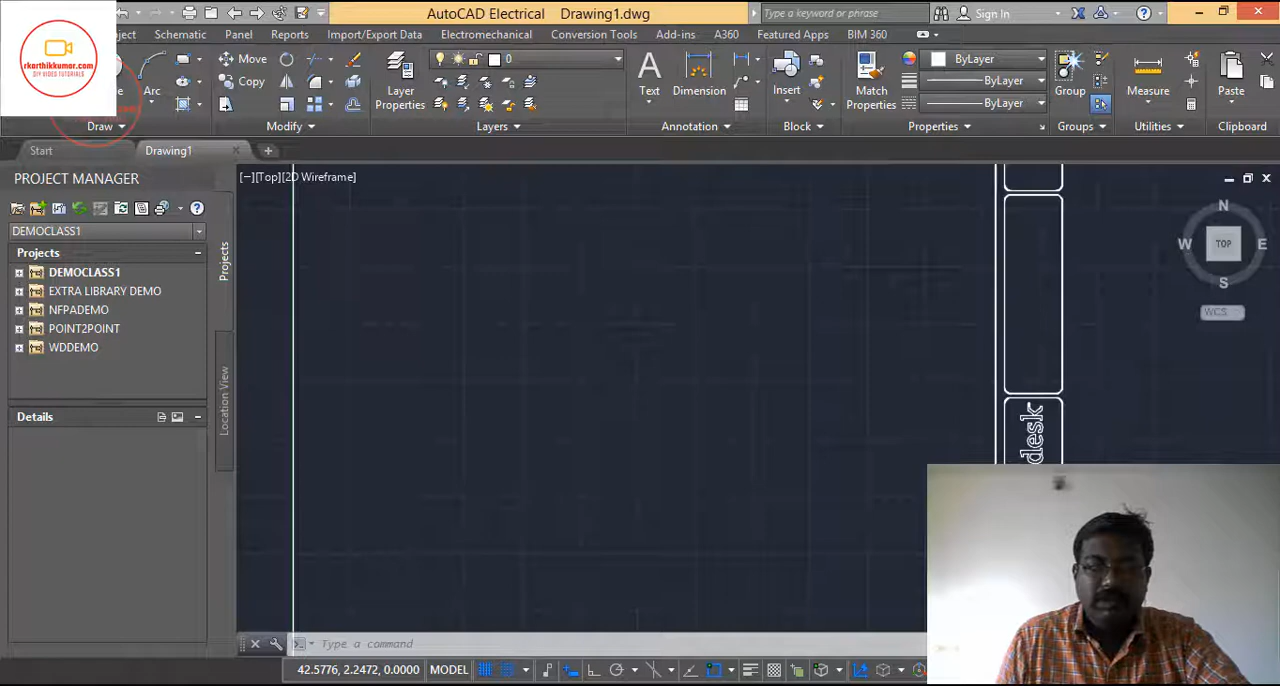 AutoCAD Electrical Drawing1.dwg
Type a keyword or phrase
Sign In
Schematic Panel Reports Import/Export Data Electromechanical Conversion Tools Add-ins A360 Featured Apps BIM 360
rkarthikkumar.com
DIY VIDEO TUTORIALS
Arc
Move
Copy
Layer
Properties
0
Text
Dimension
Insert
Match
Properties
ByLayer
ByLayer
ByLayer
Group
Measure
Paste
Draw Modify Layers Annotation Block Properties Groups Utilities Clipboard
Start Drawing1
PROJECT MANAGER
DEMOCLASS1
Projects
DEMOCLASS1
EXTRA LIBRARY DEMO
NFPADEMO
POINT2POINT
WDDEMO
Details
Projects
Location View
[−][Top][2D Wireframe]
N
W TOP E
S
WCS
desk
Type a command
42.5776, 2.2472, 0.0000 MODEL